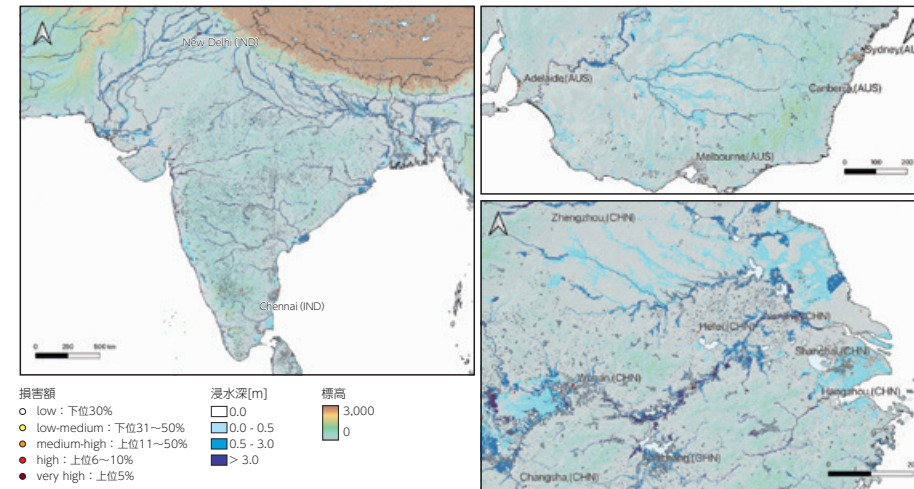 New Delhi (IND)
Chennai (IND)
0 250 500 km
Adelaide(AUS)
Canberra(AUS)
Melbourne(AUS)
0 100 200
Zhengzhou (CHN)
Hefei (CHN)
Shanghai (CHN)
Wuhan (CHN)
Hangzhou (CHN)
Changsha (CHN)
0
損害額
low:下位30%
low-medium:下位31～50%
medium-high:上位11～50%
high:上位6～10%
very high:上位5%
浸水深[m]
0.0
0.0 - 0.5
0.5 - 3.0
> 3.0
標高
3,000
0